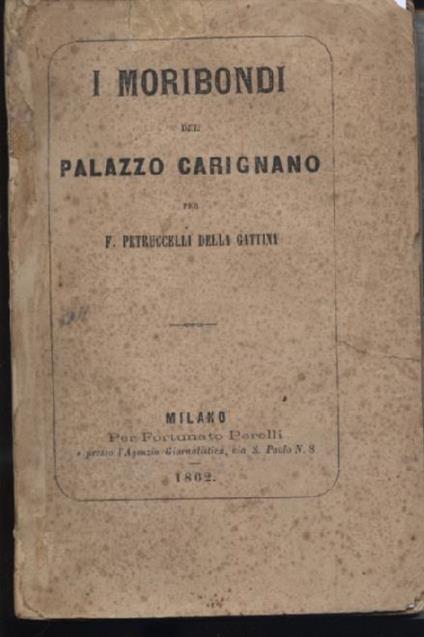 I MORIBONDI
DEL
PALAZZO CARIGNANO
PER
F. PETRUCCELLI DELLA GATTINA
MILANO
Per Fortunato Perelli
e presso l'Agenzia Giornalistica, via S. Paolo N. 8
1862.